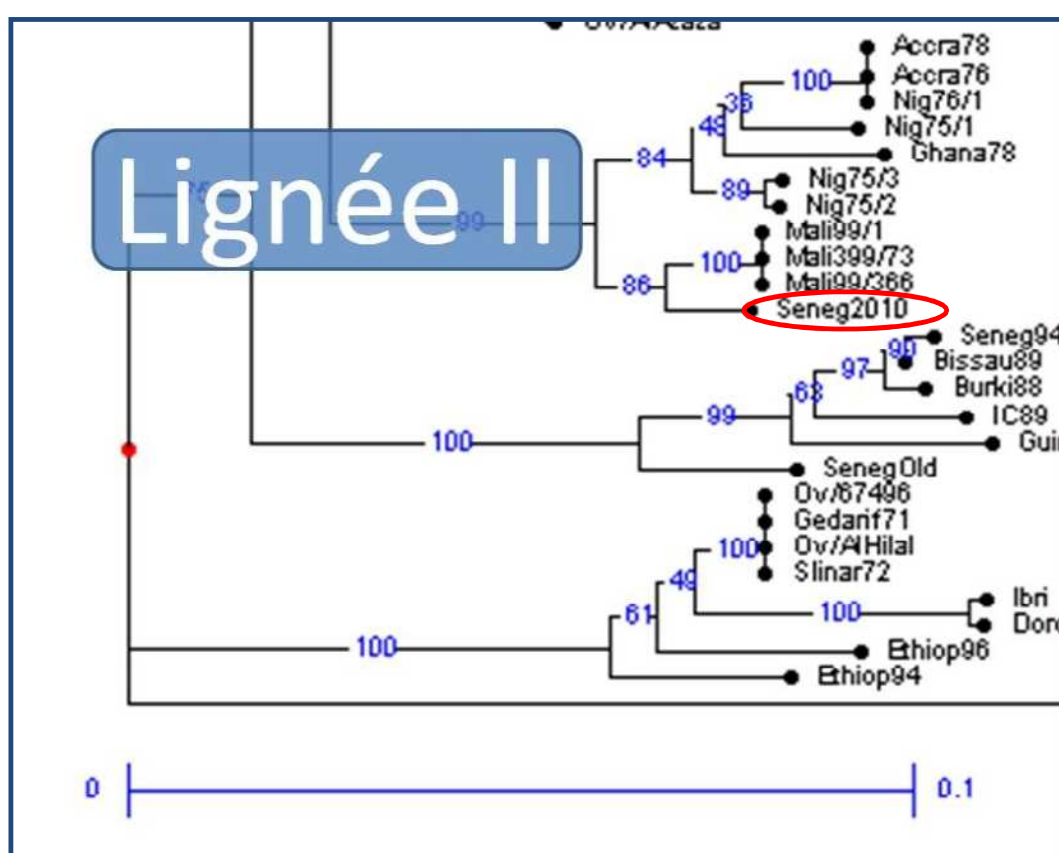 Accra78
100
Accra76
36
Nig76/1
48
Nig75/1
Ghana78
84
Nig75/3
89
Nig75/2
Lignée II
99
Mali99/1
100
Mali399/73
86
Mali99/366
Seneg2010
Seneg94
90
Bissau89
97
Burki88
63
IC89
99
100
SenegOld
Ov/67496
Gedarif71
100
Ov/AlHilal
49
Slinar72
Ibri
61
100
100
Ethiop96
Ethiop94
0
0.1